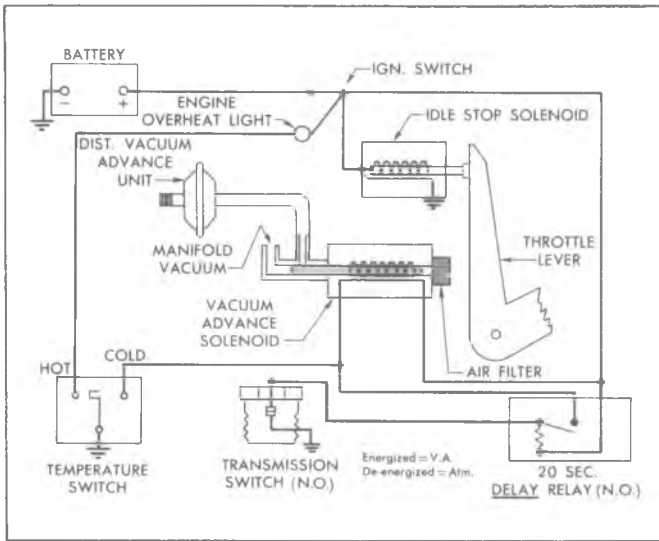 BATTERY
IGN. SWITCH
ENGINE
OVERHEAT LIGHT
IDLE STOP SOLENOID
DIST. VACUUM
ADVANCE
UNIT
MANIFOLD
VACUUM
THROTTLE
LEVER
VACUUM
ADVANCE
SOLENOID
AIR FILTER
HOT
COLD
TEMPERATURE
SWITCH
TRANSMISSION
SWITCH (N.O.)
Energized = V.A.
De-energized = Atm.
20 SEC.
DELAY RELAY (N.O.)
- +